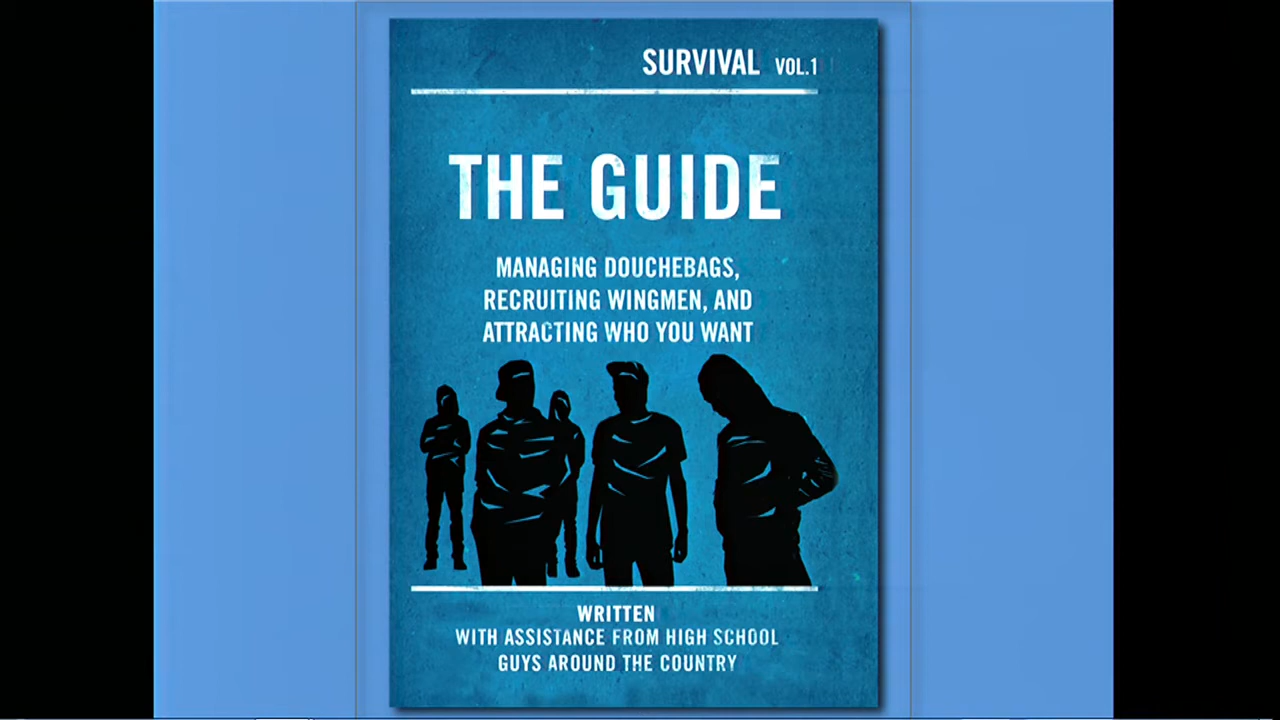 SURVIVAL VOL.1
THE GUIDE
MANAGING DOUCHEBAGS,
RECRUITING WINGMEN, AND
ATTRACTING WHO YOU WANT
WRITTEN
WITH ASSISTANCE FROM HIGH SCHOOL
GUYS AROUND THE COUNTRY